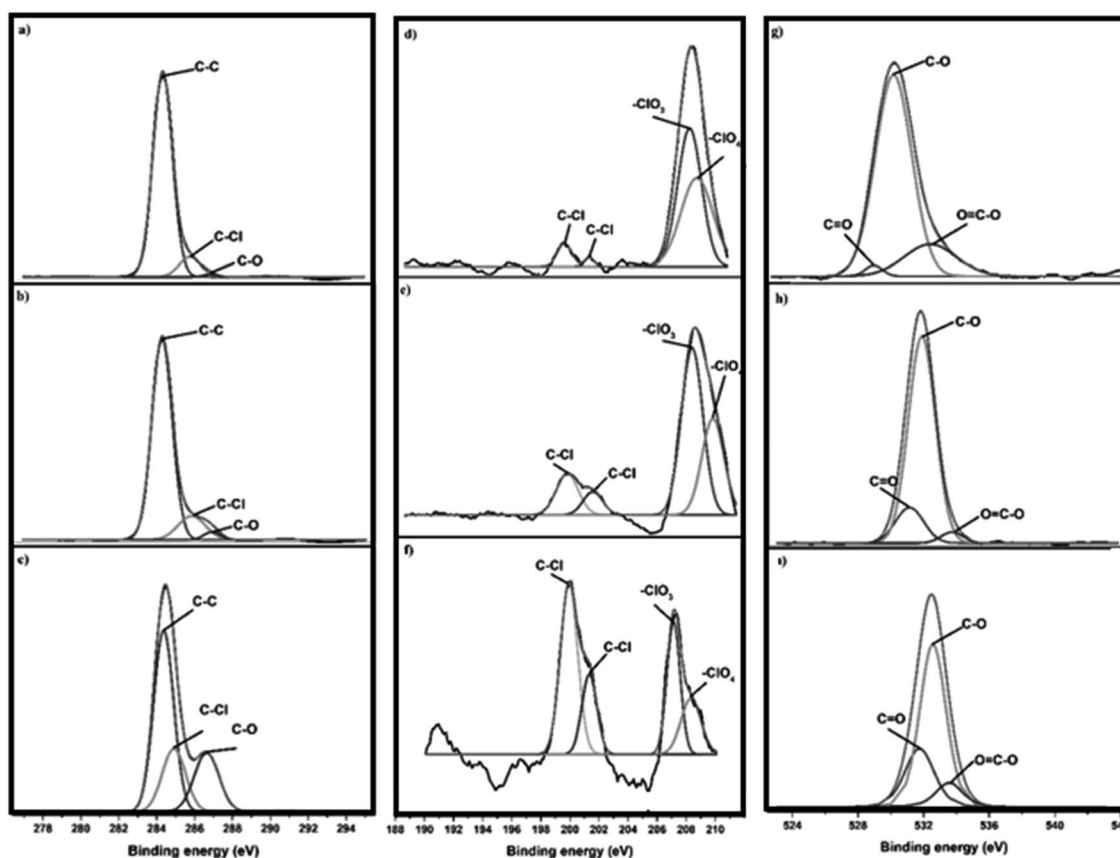 a)
C-C
C-Cl
C-O
b)
C-C
C-Cl
C-O
c)
C-C
C-Cl
C-O
278 280 282 284 286 288 290 292 294
Binding energy (eV)
d)
-ClO3
-ClO4
C-Cl
C-Cl
e)
-ClO3
-ClO
C-Cl
C-Cl
f)
C-Cl
-ClO3
C-Cl
-ClO4
188 190 192 194 196 198 200 202 204 206 208 210
Binding energy (eV)
g)
C-O
C=O
O=C-O
h)
C-O
C=O
O=C-O
ı)
C-O
C=O
O=C-O
524 528 532 536 540
Binding energy (eV)